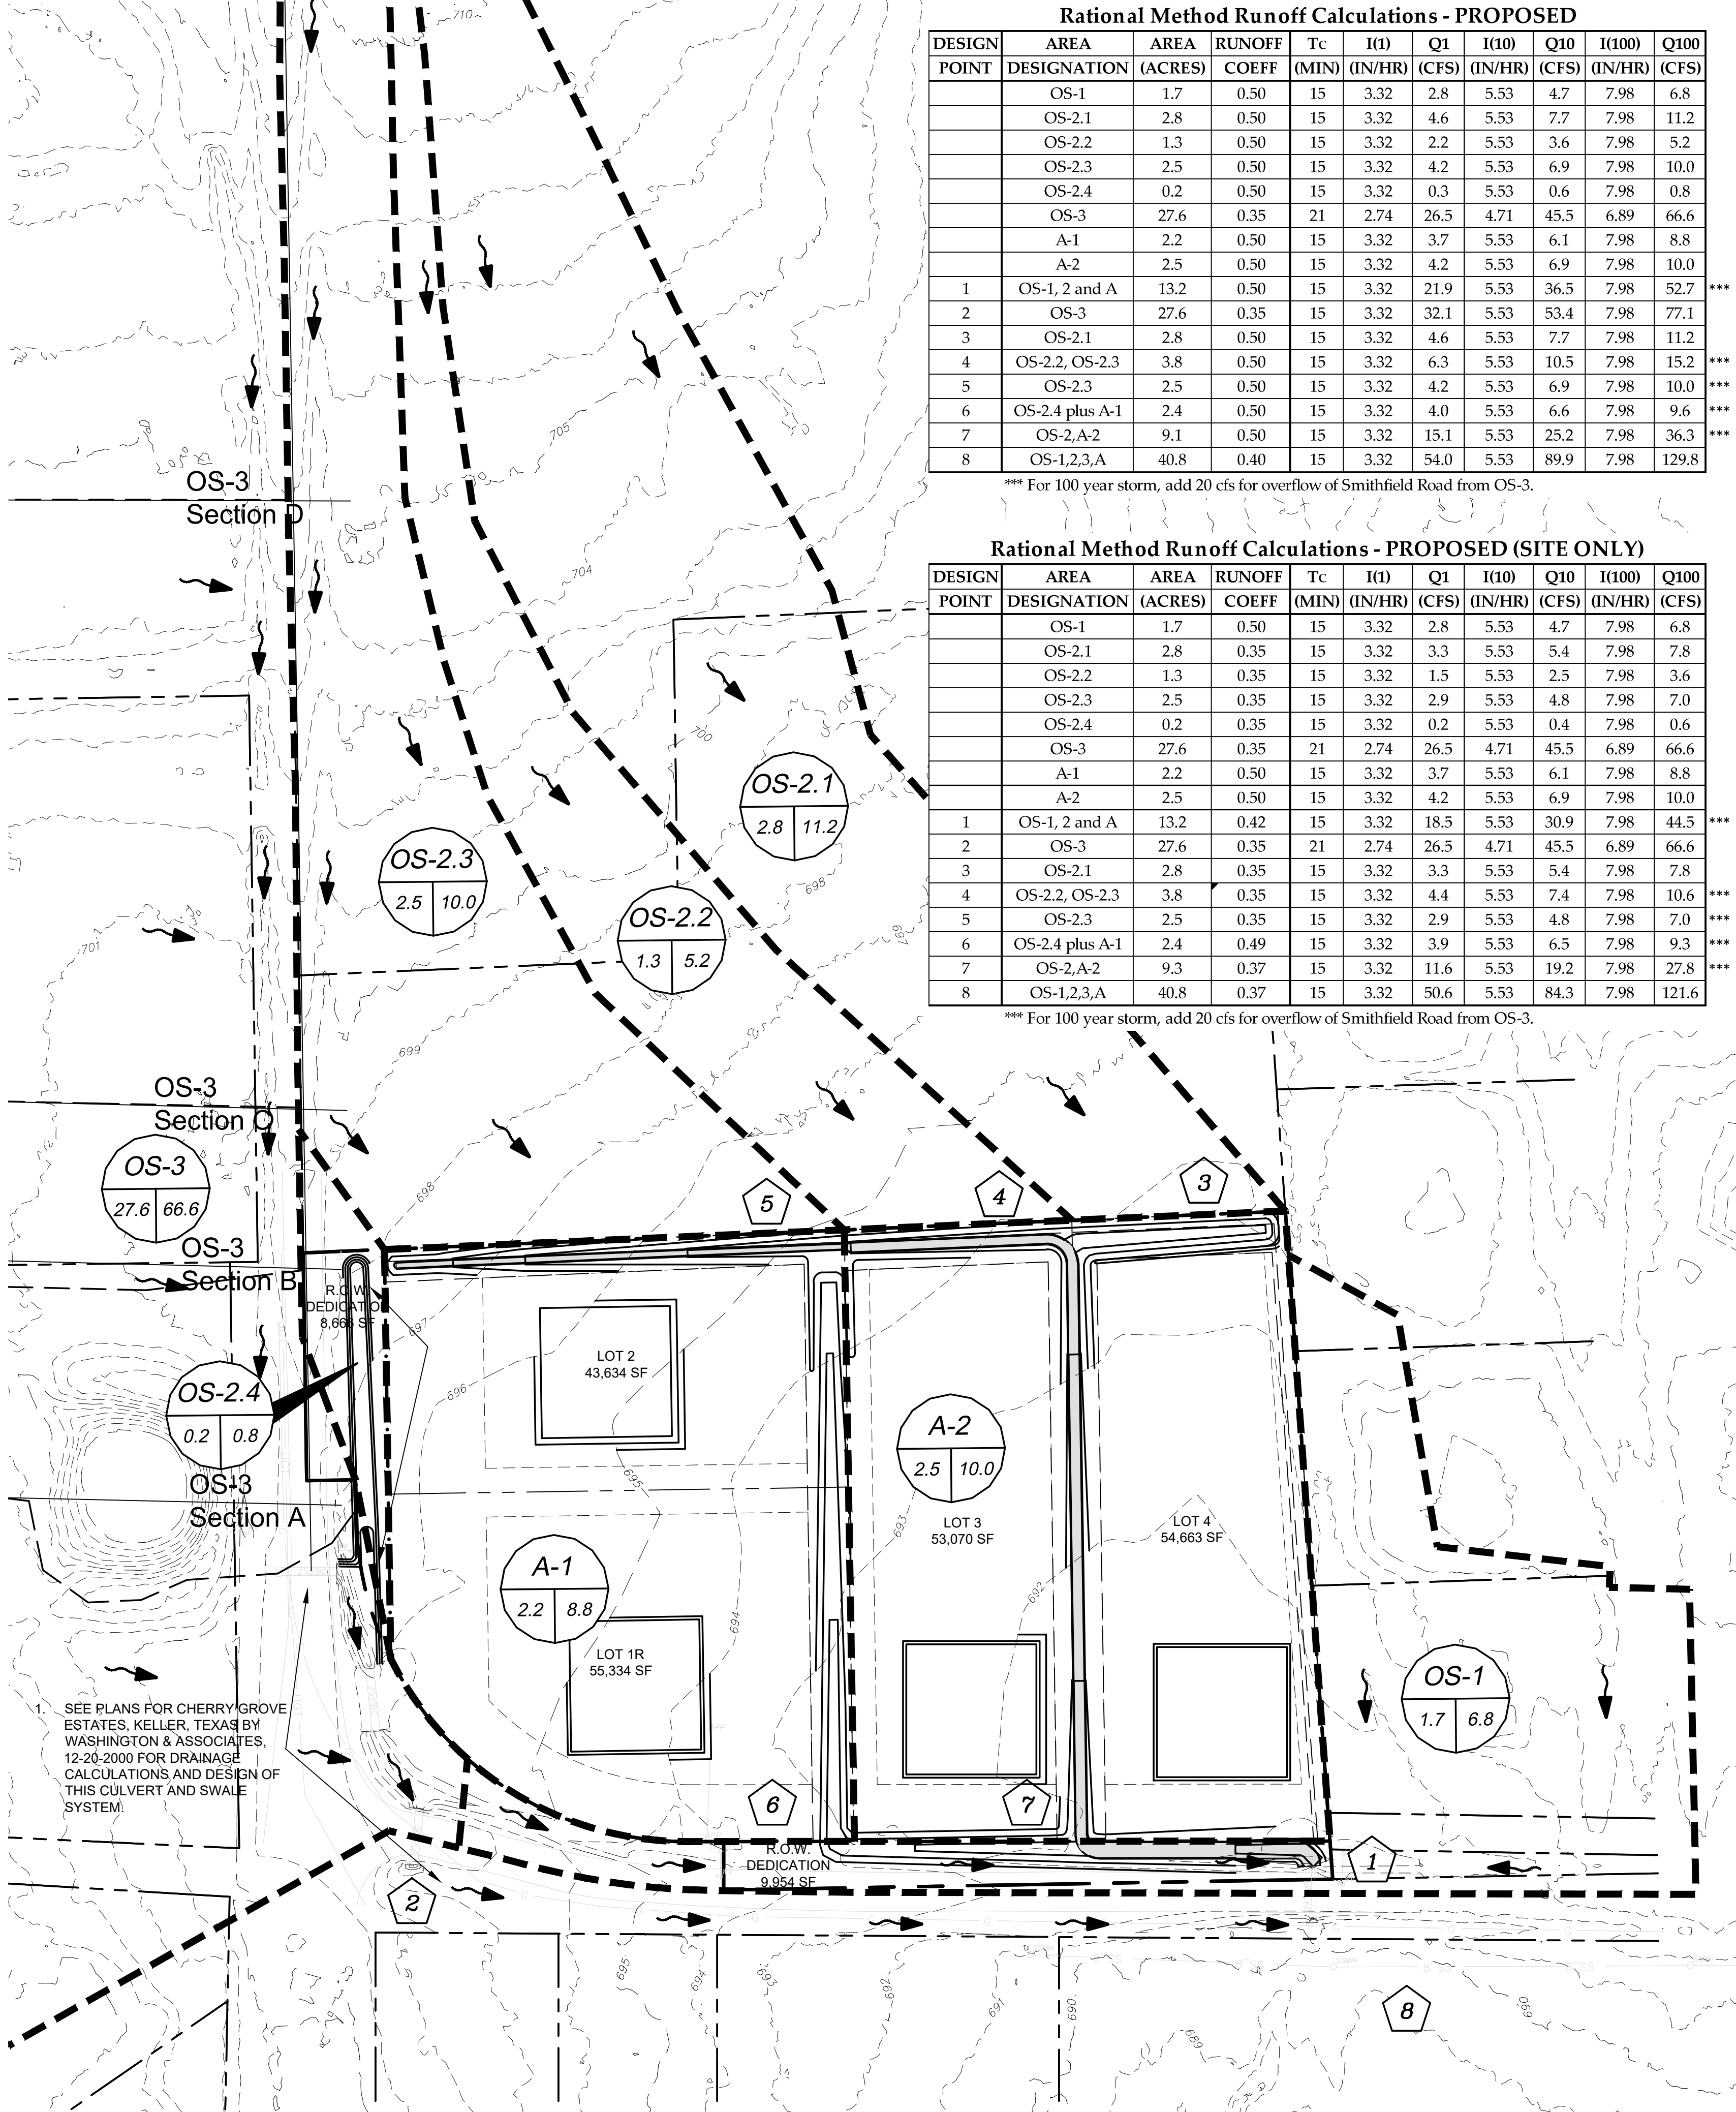 Rational Method Runoff Calculations - PROPOSED
DESIGN AREA AREA RUNOFF Tc I(1) Q1 I(10) Q10 I(100) Q100
POINT DESIGNATION (ACRES) COEFF (MIN) (IN/HR) (CFS) (IN/HR) (CFS) (IN/HR) (CFS)
OS-1 1.7 0.50 15 3.32 2.8 5.53 4.7 7.98 6.8
OS-2.1 2.8 0.50 15 3.32 4.6 5.53 7.7 7.98 11.2
OS-2.2 1.3 0.50 15 3.32 2.2 5.53 3.6 7.98 5.2
OS-2.3 2.5 0.50 15 3.32 4.2 5.53 6.9 7.98 10.0
OS-2.4 0.2 0.50 15 3.32 0.3 5.53 0.6 7.98 0.8
OS-3 27.6 0.35 21 2.74 26.5 4.71 45.5 6.89 66.6
A-1 2.2 0.50 15 3.32 3.7 5.53 6.1 7.98 8.8
A-2 2.5 0.50 15 3.32 4.2 5.53 6.9 7.98 10.0
1 OS-1, 2 and A 13.2 0.50 15 3.32 21.9 5.53 36.5 7.98 52.7 ***
2 OS-3 27.6 0.35 15 3.32 32.1 5.53 53.4 7.98 77.1
3 OS-2.1 2.8 0.50 15 3.32 4.6 5.53 7.7 7.98 11.2
4 OS-2.2, OS-2.3 3.8 0.50 15 3.32 6.3 5.53 10.5 7.98 15.2 ***
5 OS-2.3 2.5 0.50 15 3.32 4.2 5.53 6.9 7.98 10.0 ***
6 OS-2.4 plus A-1 2.4 0.50 15 3.32 4.0 5.53 6.6 7.98 9.6 ***
7 OS-2,A-2 9.1 0.50 15 3.32 15.1 5.53 25.2 7.98 36.3 ***
8 OS-1,2,3,A 40.8 0.40 15 3.32 54.0 5.53 89.9 7.98 129.8
*** For 100 year storm, add 20 cfs for overflow of Smithfield Road from OS-3.
Rational Method Runoff Calculations - PROPOSED (SITE ONLY)
DESIGN AREA AREA RUNOFF Tc I(1) Q1 I(10) Q10 I(100) Q100
POINT DESIGNATION (ACRES) COEFF (MIN) (IN/HR) (CFS) (IN/HR) (CFS) (IN/HR) (CFS)
OS-1 1.7 0.50 15 3.32 2.8 5.53 4.7 7.98 6.8
OS-2.1 2.8 0.35 15 3.32 3.3 5.53 5.4 7.98 7.8
OS-2.2 1.3 0.35 15 3.32 1.5 5.53 2.5 7.98 3.6
OS-2.3 2.5 0.35 15 3.32 2.9 5.53 4.8 7.98 7.0
OS-2.4 0.2 0.35 15 3.32 0.2 5.53 0.4 7.98 0.6
OS-3 27.6 0.35 21 2.74 26.5 4.71 45.5 6.89 66.6
A-1 2.2 0.50 15 3.32 3.7 5.53 6.1 7.98 8.8
A-2 2.5 0.50 15 3.32 4.2 5.53 6.9 7.98 10.0
1 OS-1, 2 and A 13.2 0.42 15 3.32 18.5 5.53 30.9 7.98 44.5 ***
2 OS-3 27.6 0.35 21 2.74 26.5 4.71 45.5 6.89 66.6
3 OS-2.1 2.8 0.35 15 3.32 3.3 5.53 5.4 7.98 7.8
4 OS-2.2, OS-2.3 3.8 0.35 15 3.32 4.4 5.53 7.4 7.98 10.6 ***
5 OS-2.3 2.5 0.35 15 3.32 2.9 5.53 4.8 7.98 7.0 ***
6 OS-2.4 plus A-1 2.4 0.49 15 3.32 3.9 5.53 6.5 7.98 9.3 ***
7 OS-2,A-2 9.3 0.37 15 3.32 11.6 5.53 19.2 7.98 27.8 ***
8 OS-1,2,3,A 40.8 0.37 15 3.32 50.6 5.53 84.3 7.98 121.6
*** For 100 year storm, add 20 cfs for overflow of Smithfield Road from OS-3.
710
705
OS-3
Section D
704
700
OS-2.1
2.8 11.2
OS-2.3
2.5 10.0
698
OS-2.2
1.3 5.2
697
701
699
OS-3
Section C
OS-3
27.6 66.6
698
5
4
3
OS-3
Section B
R.O.W.
DEDICATIO
8,666 SF
697
LOT 2
43,634 SF
696
OS-2.4
0.2 0.8
A-2
2.5 10.0
695
OS-3
Section A
693
LOT 3
53,070 SF
LOT 4
54,663 SF
A-1
2.2 8.8
692
694
LOT 1R
55,334 SF
OS-1
1.7 6.8
1. SEE PLANS FOR CHERRY GROVE
ESTATES, KELLER, TEXAS BY
WASHINGTON & ASSOCIATES,
12-20-2000 FOR DRAINAGE
CALCULATIONS AND DESIGN OF
THIS CULVERT AND SWALE
SYSTEM.
6
7
R.O.W.
DEDICATION
9,954 SF
1
2
695
694
693
692
691
690
689
690
8